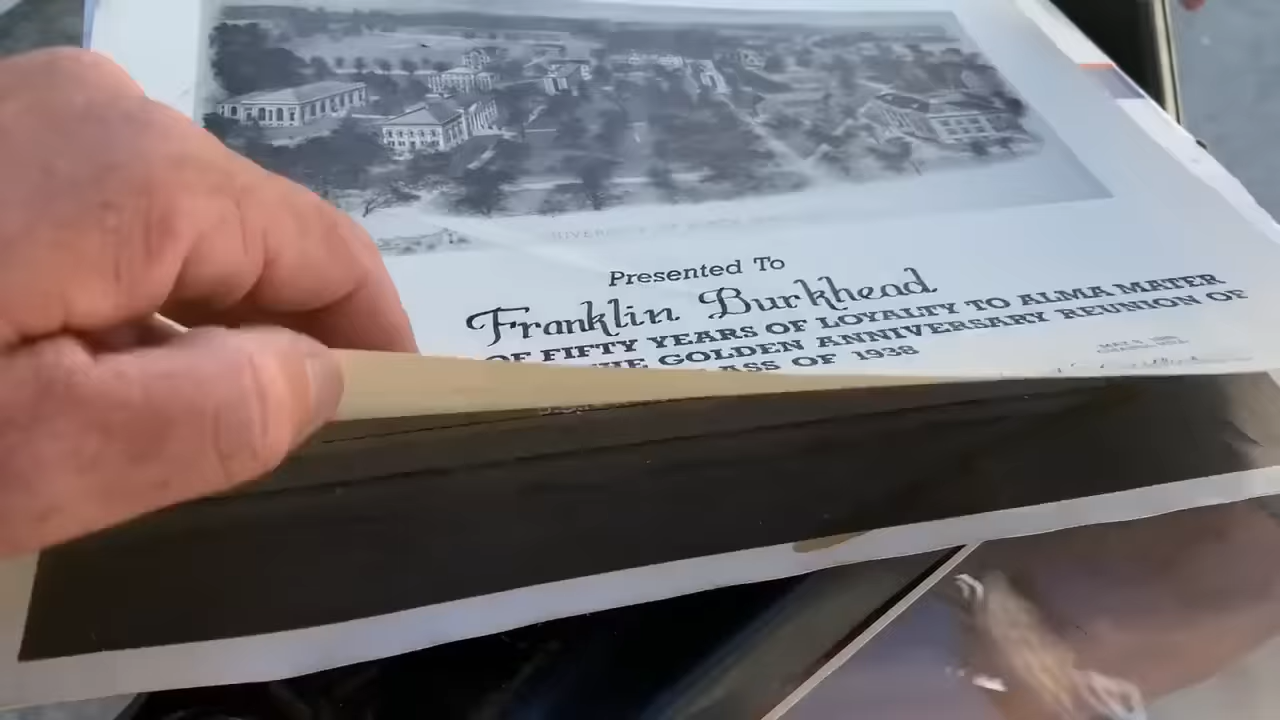 Presented To
Franklin Burkhead
OF FIFTY YEARS OF LOYALTY TO ALMA MATER
THE GOLDEN ANNIVERSARY REUNION OF
CLASS OF 1938